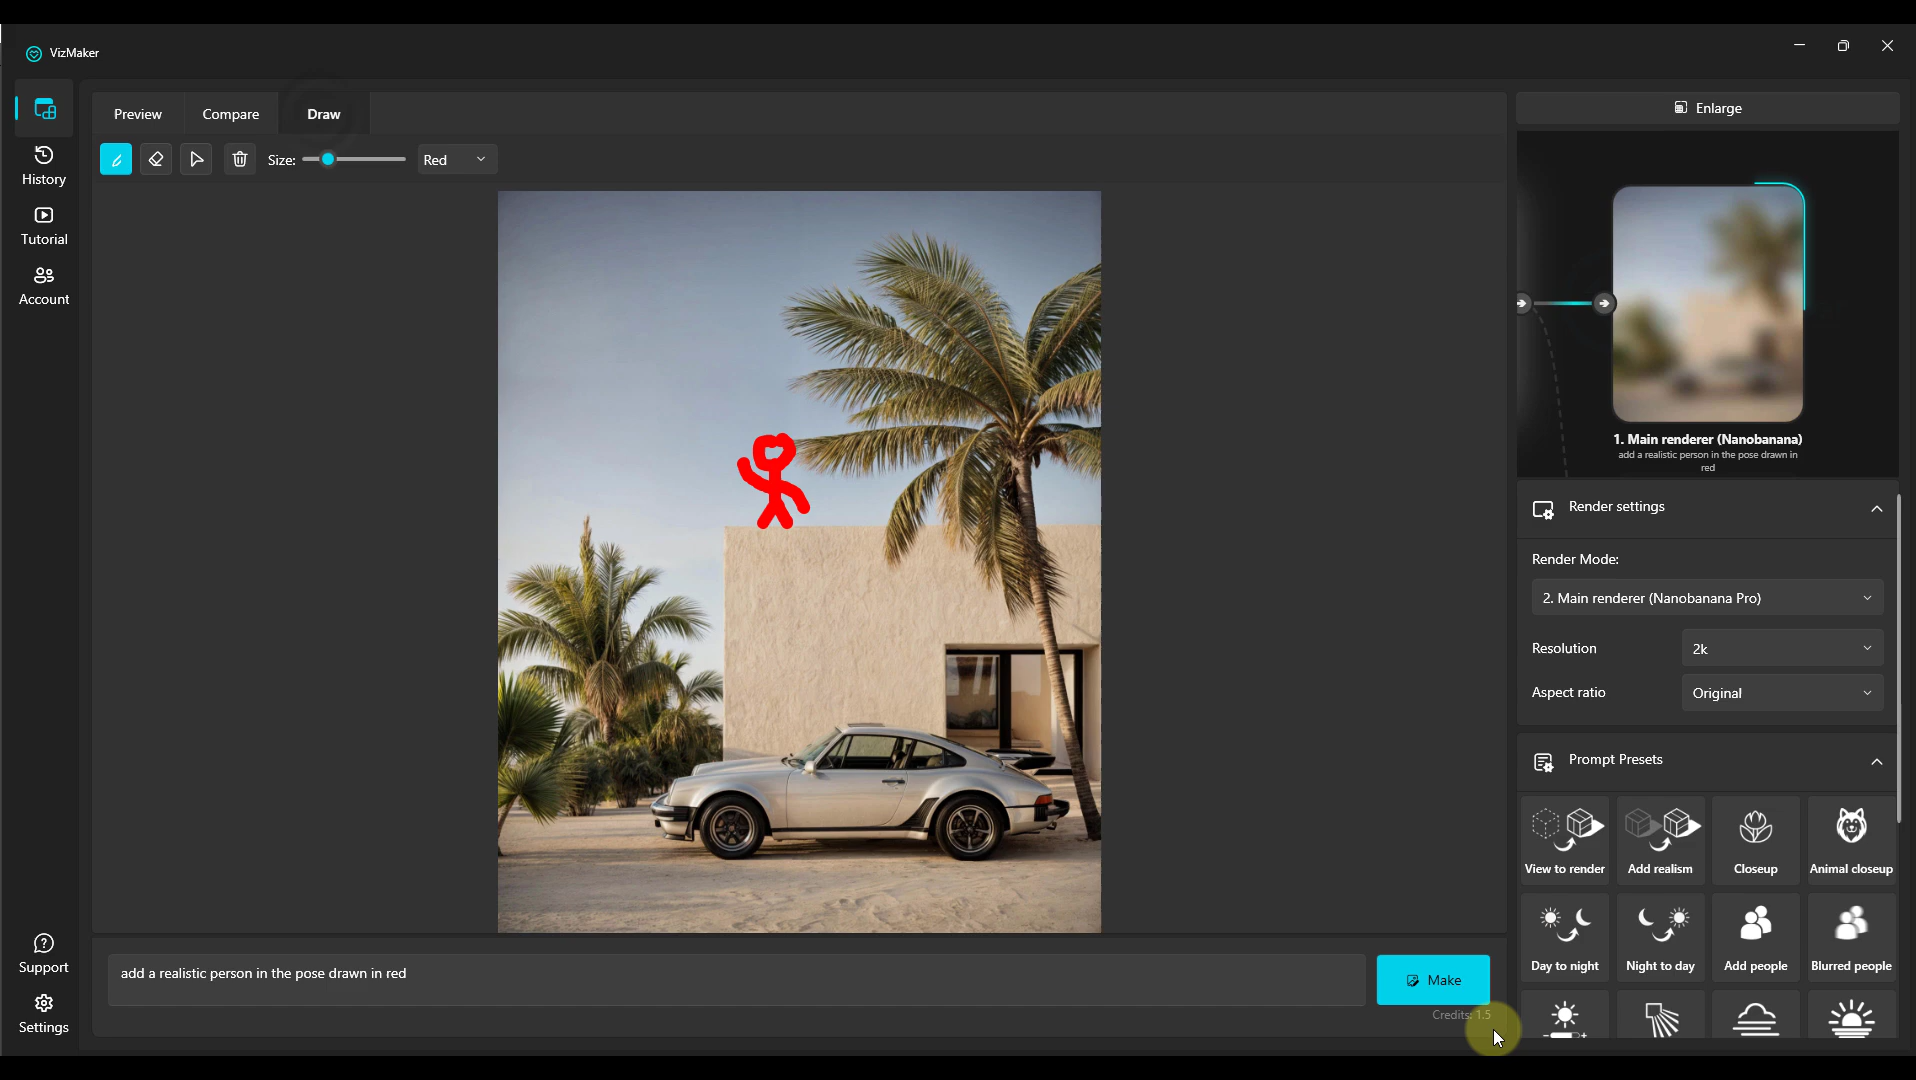 VizMaker
Preview
Compare
Draw
Enlarge
Size:
Red
History
Tutorial
Account
1. Main renderer (Nanobanana)
add a realistic person in the pose drawn in
red
Render settings
Render Mode:
2. Main renderer (Nanobanana Pro)
Resolution
2k
Aspect ratio
Original
Prompt Presets
View to render
Add realism
Closeup
Animal closeup
Day to night
Night to day
Add people
Blurred people
add a realistic person in the pose drawn in red
Make
Credits: 1.5
Support
Settings